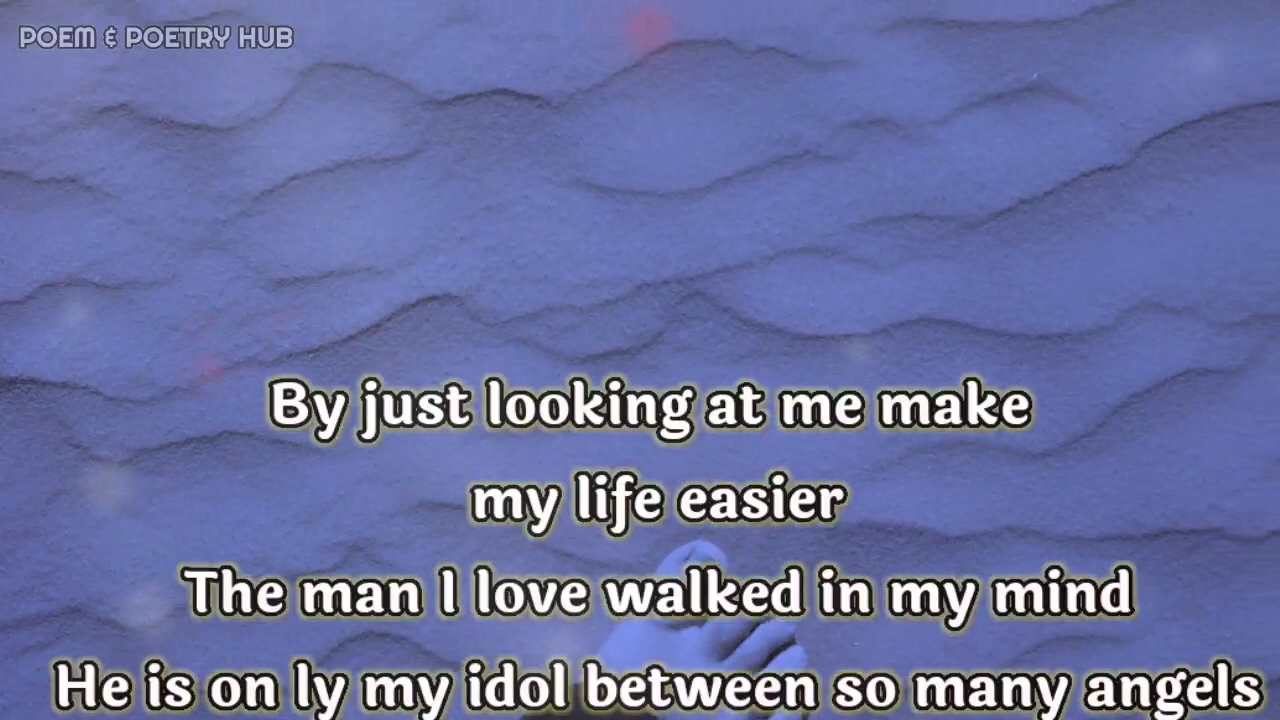 POEM & POETRY HUB
By just looking at me make
my life easier
The man I love walked in my mind
He is on ly my idol between so many angels